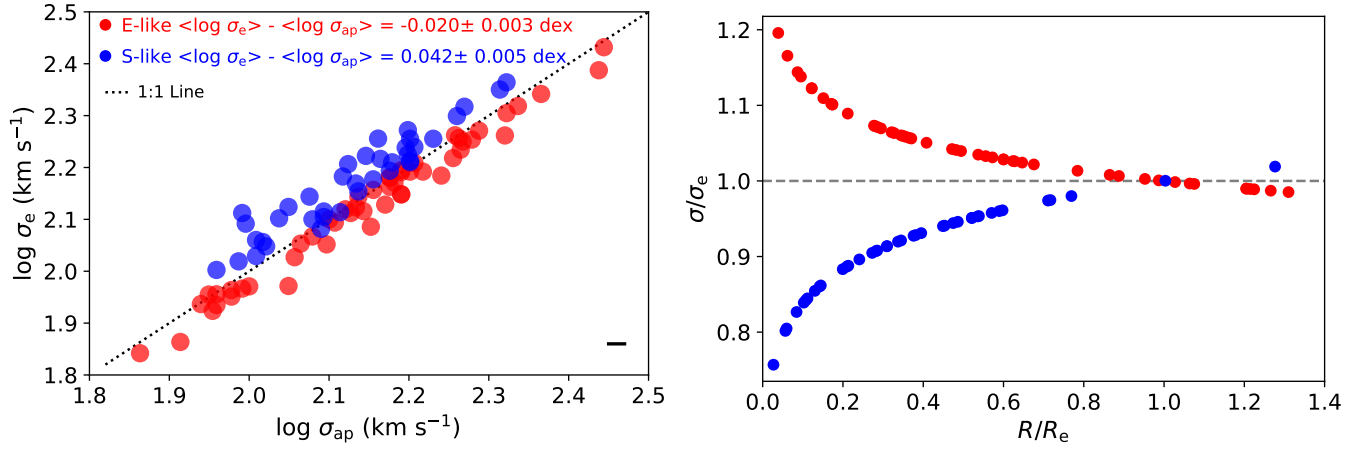 E-like <log σe> - <log σap> = -0.020± 0.003 dex
S-like <log σe> - <log σap> = 0.042± 0.005 dex
1:1 Line
2.5
2.4
2.3
2.2
2.1
2.0
1.9
1.8
log σe (km s−1)
1.8 1.9 2.0 2.1 2.2 2.3 2.4 2.5
log σap (km s−1)
1.2
1.1
1.0
0.9
0.8
σ/σe
0.0 0.2 0.4 0.6 0.8 1.0 1.2 1.4
R/Re